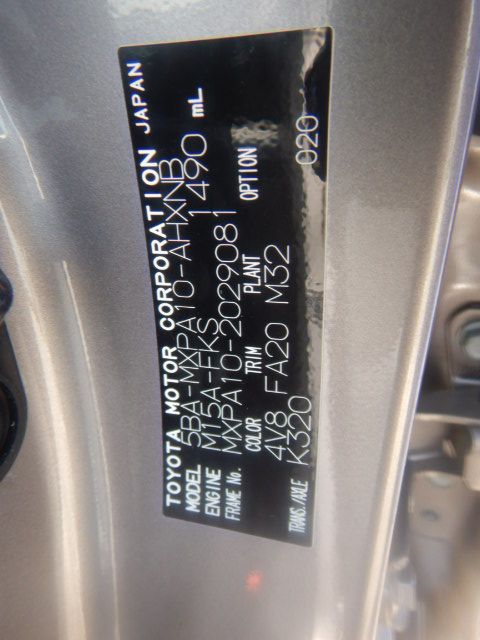 TOYOTA MOTOR CORPORATION JAPAN
MODEL 5BA-MXPA10-AHXNB
ENGINE M15A-FKS 1490 mL
FRAME No. MXPA10-2029081
COLOR TRIM PLANT OPTION
4V8 FA20 M32 020
TRANS./AXLE K320